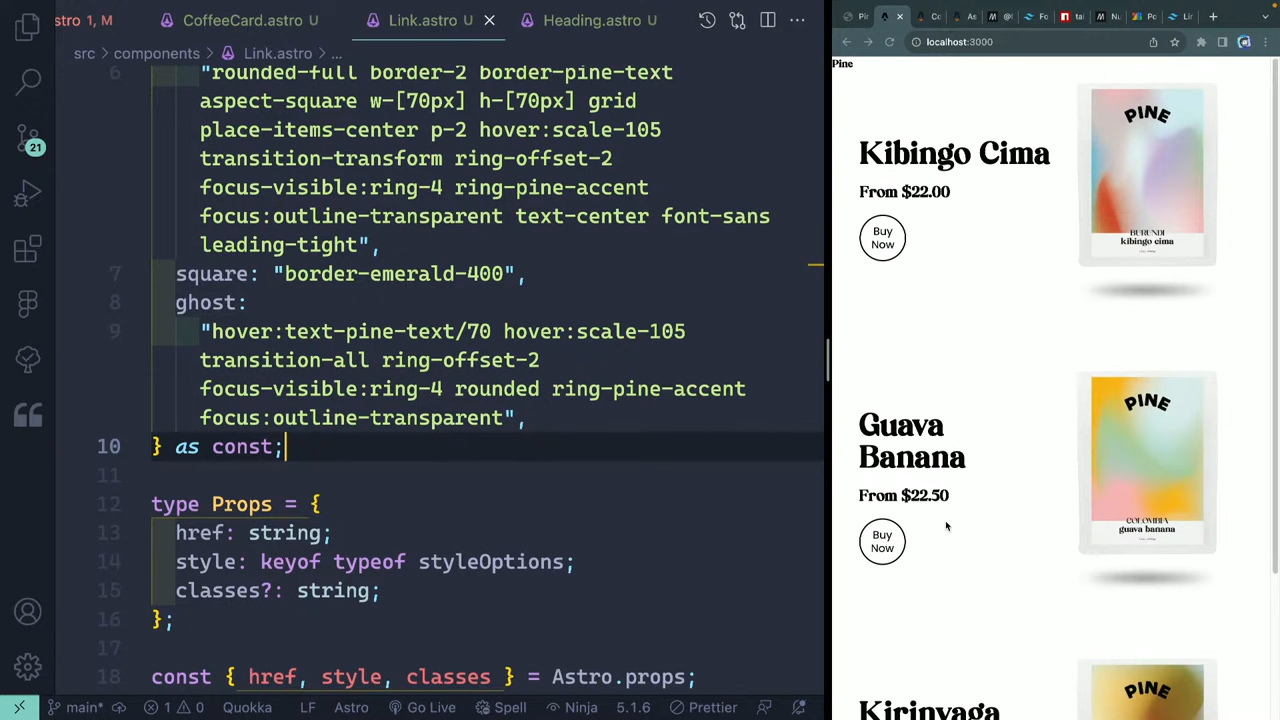 stro 1, M
CoffeeCard.astro
Link.astro
Heading.astro
src > components > Link.astro > ...
6
"rounded-full border-2 border-pine-text
aspect-square w-[70px] h-[70px] grid
place-items-center p-2 hover:scale-105
transition-transform ring-offset-2
focus-visible:ring-4 ring-pine-accent
focus:outline-transparent text-center font-sans
leading-tight",
7 square: "border-emerald-400",
8 ghost:
9 "hover:text-pine-text/70 hover:scale-105
transition-all ring-offset-2
focus-visible:ring-4 rounded ring-pine-accent
focus:outline-transparent",
10 } as const;
11
12 type Props = {
13 href: string;
14 style: keyof typeof styleOptions;
15 classes?: string;
16 };
17
18 const { href, style, classes } = Astro.props;
21
main*
1 0
Quokka
LF
Astro
Go Live
Spell
Ninja
5.1.6
Prettier
Pi
Co
As
@t
Fo
tai
Nu
Po
Lir
localhost:3000
Pine
Kibingo Cima
From $22.00
Buy
Now
PINE
BURUNDI
kibingo cima
Guava
Banana
From $22.50
Buy
Now
PINE
COLOMBIA
guava banana
Kirinyaga
PINE